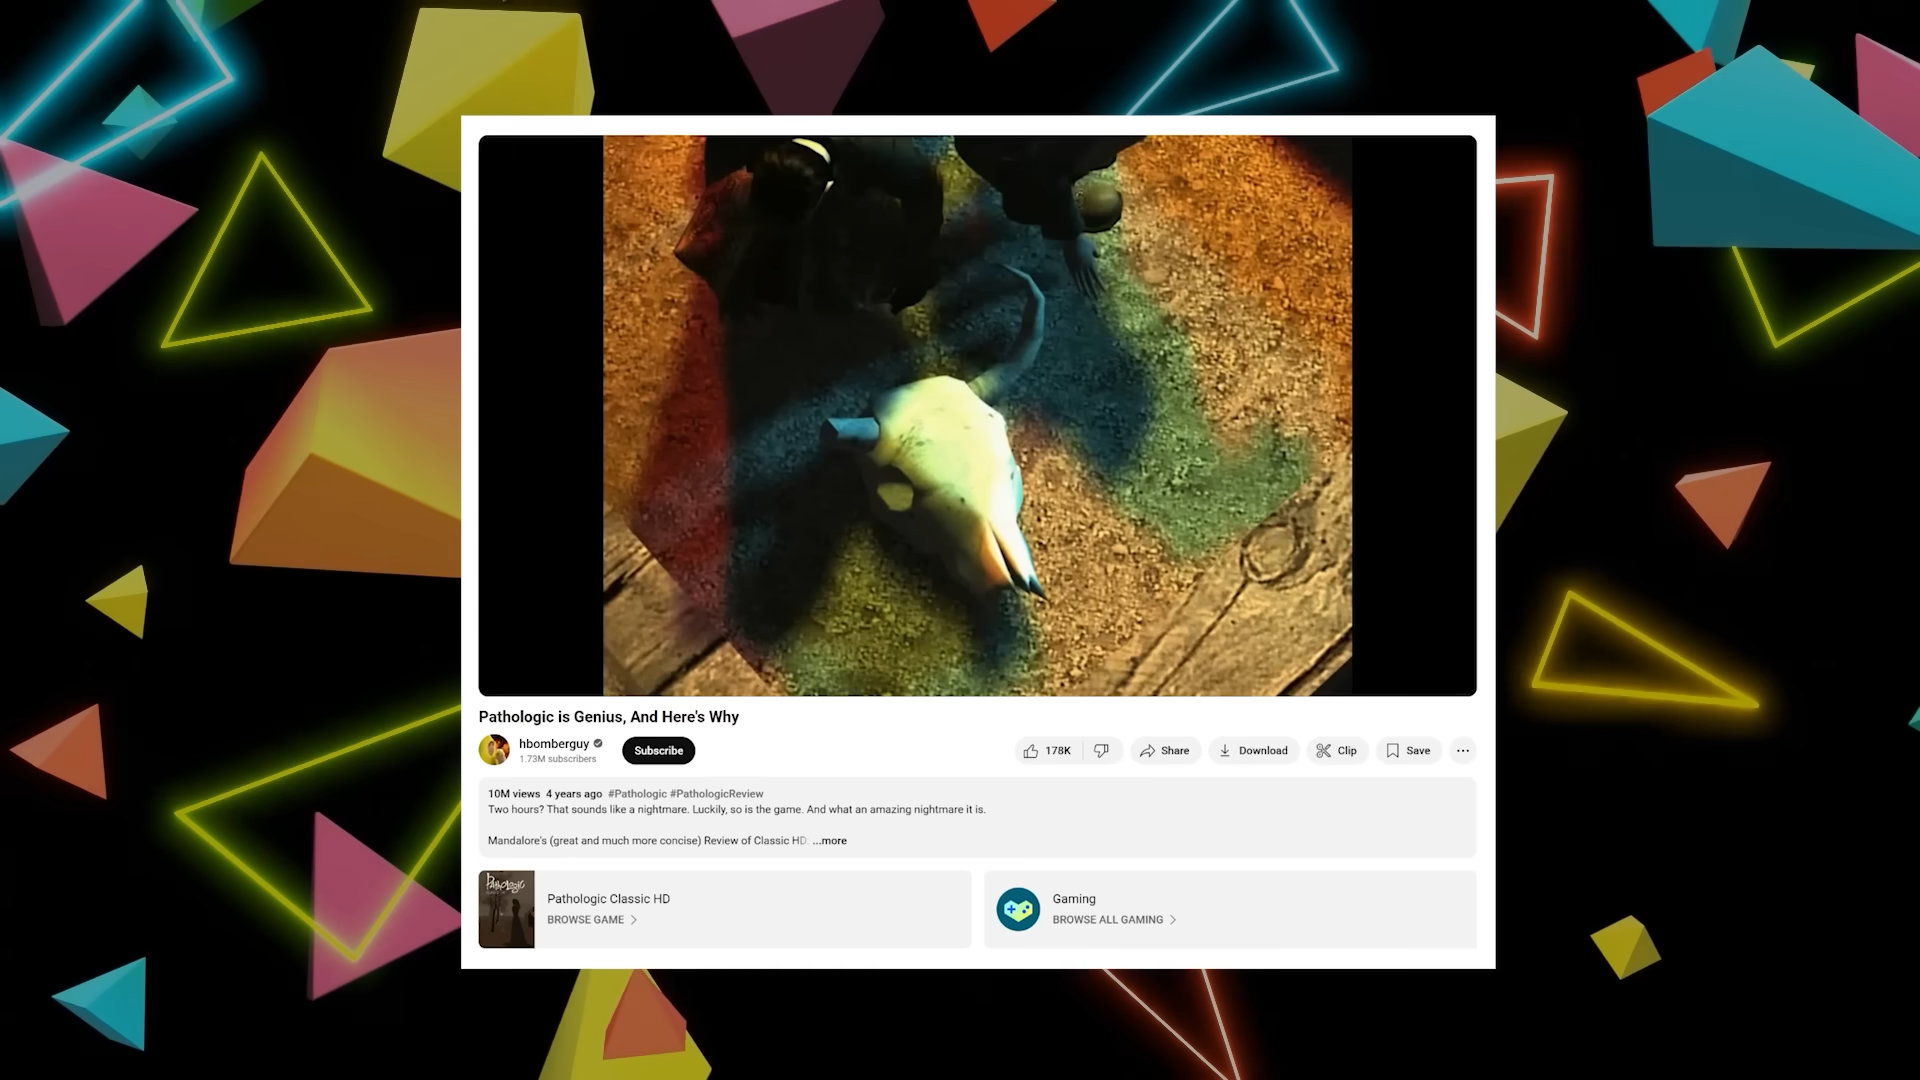 Pathologic is Genius, And Here's Why
hbomberguy
1.73M subscribers
Subscribe
178K
Share
Download
Clip
Save
10M views 4 years ago #Pathologic #PathologicReview
Two hours? That sounds like a nightmare. Luckily, so is the game. And what an amazing nightmare it is.
Mandalore's (great and much more concise) Review of Classic HD ...more
Pathologic
Pathologic Classic HD
BROWSE GAME
Gaming
BROWSE ALL GAMING